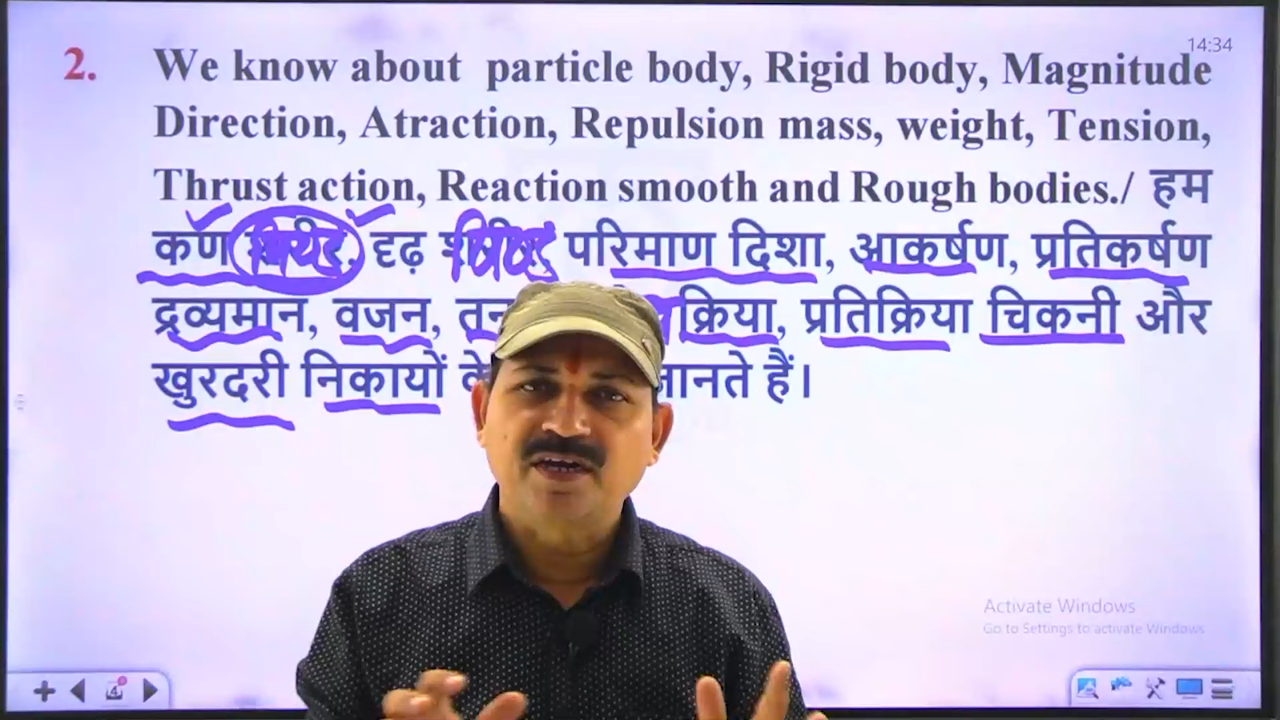 14:34
2. We know about particle body, Rigid body, Magnitude
Direction, Atraction, Repulsion mass, weight, Tension,
Thrust action, Reaction smooth and Rough bodies./ हम
कण दृढ़ परिमाण दिशा, आकर्षण, प्रतिकर्षण
द्रव्यमान, वजन, क्रिया, प्रतिक्रिया चिकनी और
खुरदरी निकायों हैं।
Activate Windows
Go to Settings to activate Windows